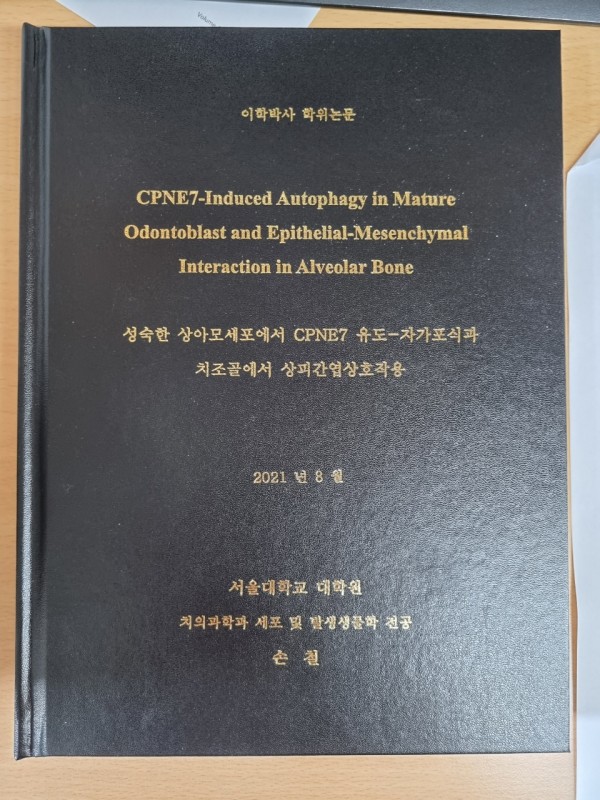 이학박사 학위논문
CPNE7-Induced Autophagy in Mature
Odontoblast and Epithelial-Mesenchymal
Interaction in Alveolar Bone
성숙한 상아모세포에서 CPNE7 유도-자가포식과
치조골에서 상피간엽상호작용
2021 년 8 월
서울대학교 대학원
치의과학과 세포 및 발생생물학 전공
손 철